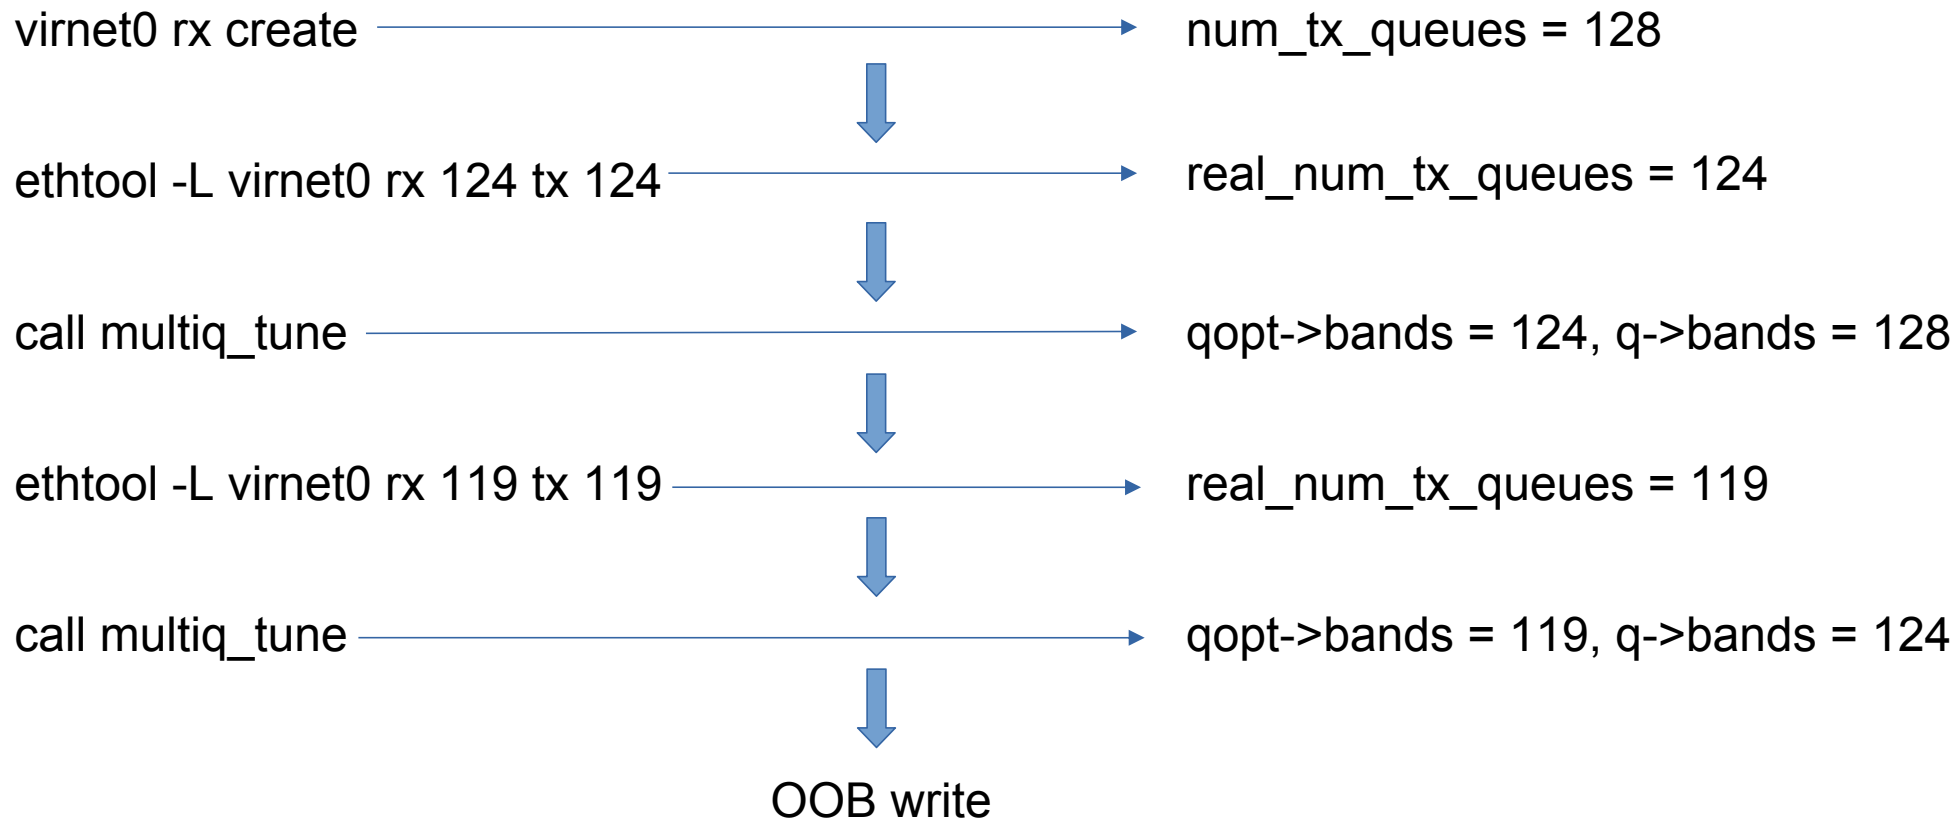 virnet0 rx create num_tx_queues = 128
ethtool -L virnet0 rx 124 tx 124 real_num_tx_queues = 124
call multiq_tune qopt->bands = 124, q->bands = 128
ethtool -L virnet0 rx 119 tx 119 real_num_tx_queues = 119
call multiq_tune qopt->bands = 119, q->bands = 124
OOB write